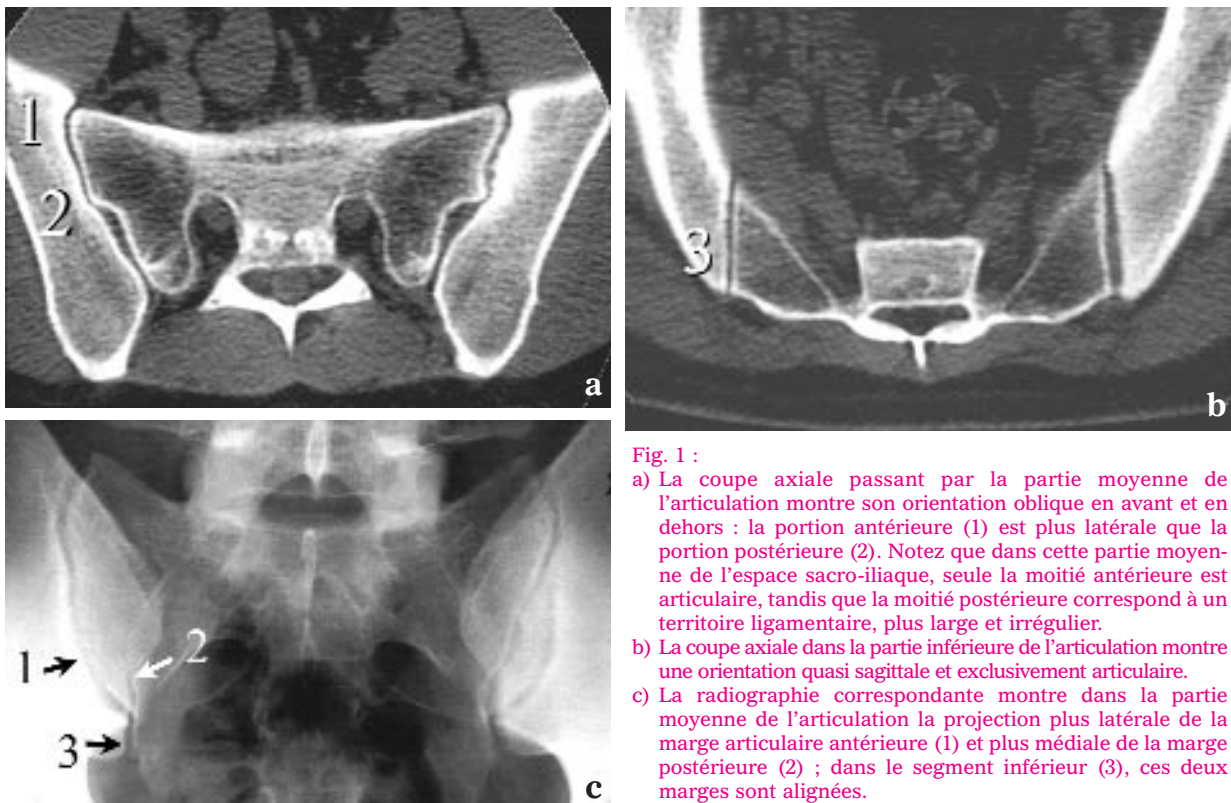 1
2
a
3
b
1
2
3
c
Fig. 1 :
a) La coupe axiale passant par la partie moyenne de
l’articulation montre son orientation oblique en avant et en
dehors : la portion antérieure (1) est plus latérale que la
portion postérieure (2). Notez que dans cette partie moyen-
ne de l’espace sacro-iliaque, seule la moitié antérieure est
articulaire, tandis que la moitié postérieure correspond à un
territoire ligamentaire, plus large et irrégulier.
b) La coupe axiale dans la partie inférieure de l’articulation montre
une orientation quasi sagittale et exclusivement articulaire.
c) La radiographie correspondante montre dans la partie
moyenne de l’articulation la projection plus latérale de la
marge articulaire antérieure (1) et plus médiale de la marge
postérieure (2) ; dans le segment inférieur (3), ces deux
marges sont alignées.